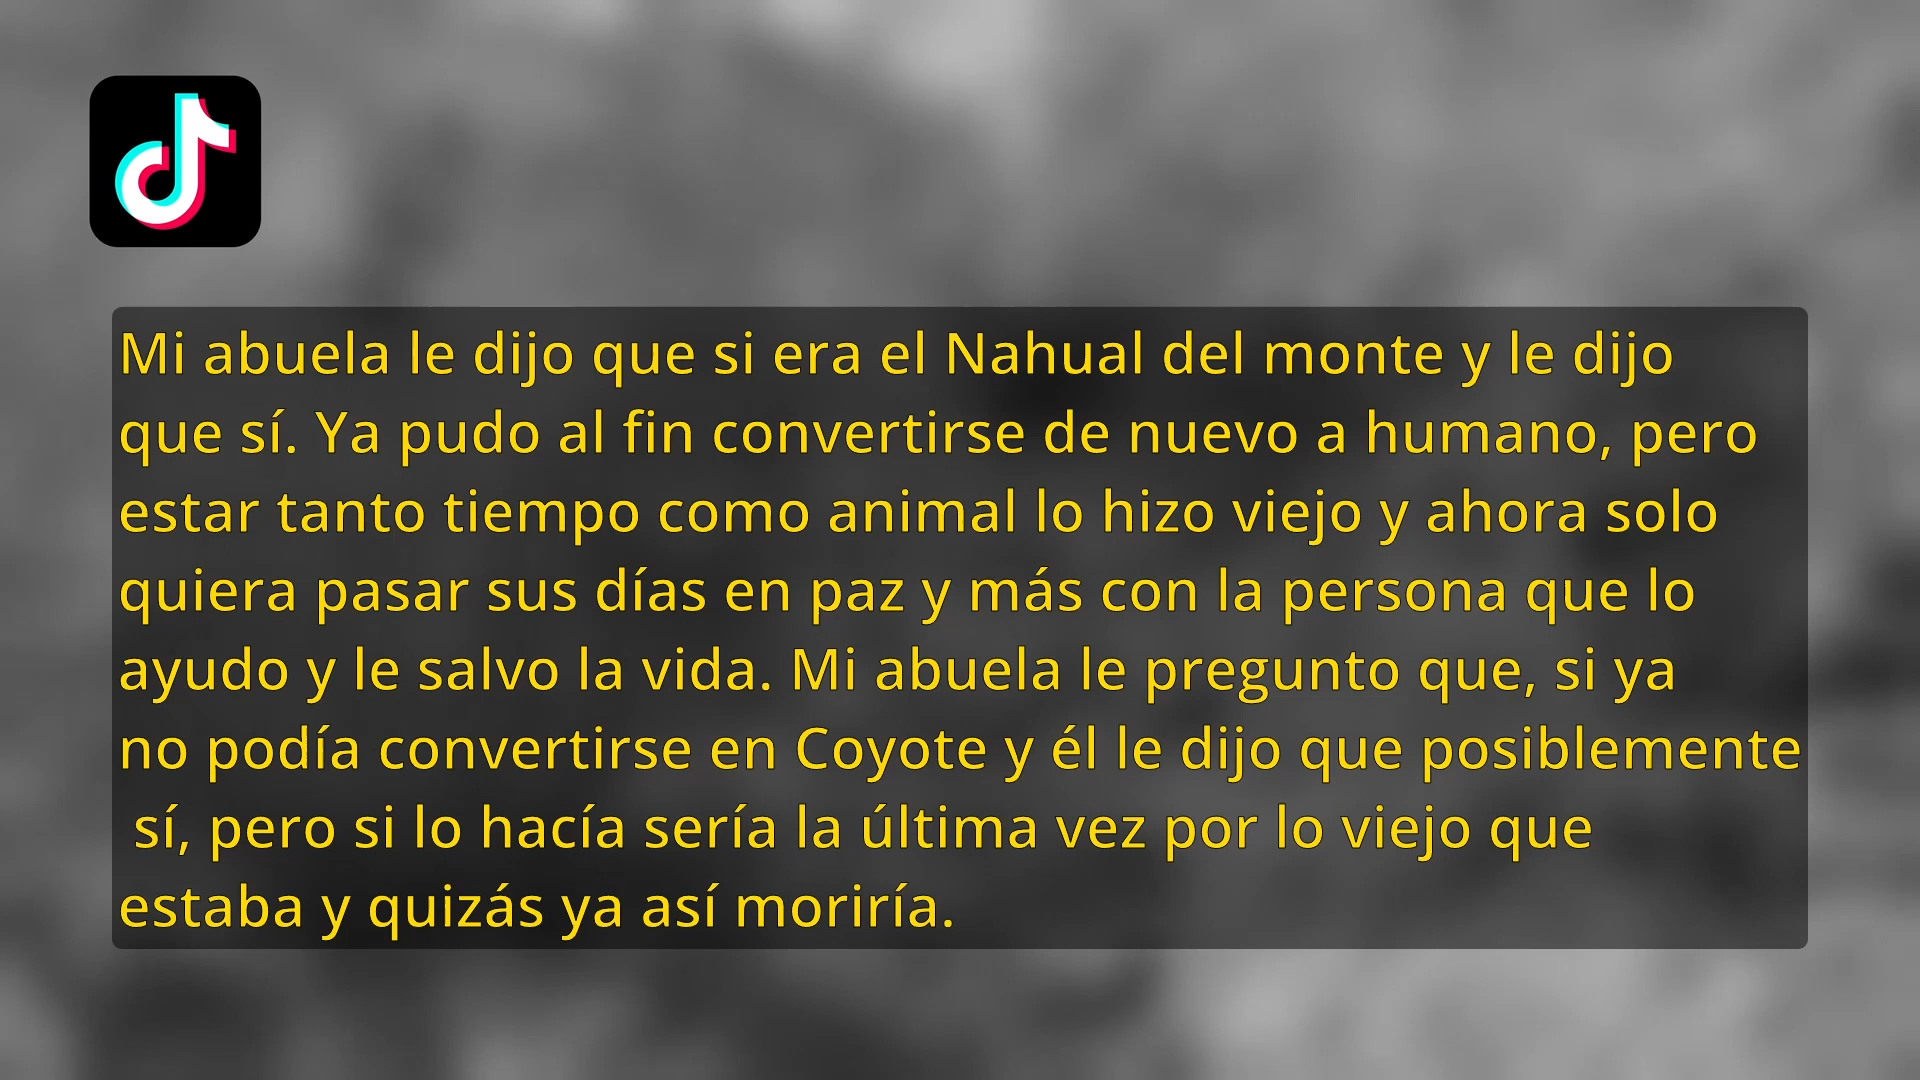 Mi abuela le dijo que si era el Nahual del monte y le dijo
que sí. Ya pudo al fin convertirse de nuevo a humano, pero
estar tanto tiempo como animal lo hizo viejo y ahora solo
quiera pasar sus días en paz y más con la persona que lo
ayudo y le salvo la vida. Mi abuela le pregunto que, si ya
no podía convertirse en Coyote y él le dijo que posiblemente
sí, pero si lo hacía sería la última vez por lo viejo que
estaba y quizás ya así moriría.